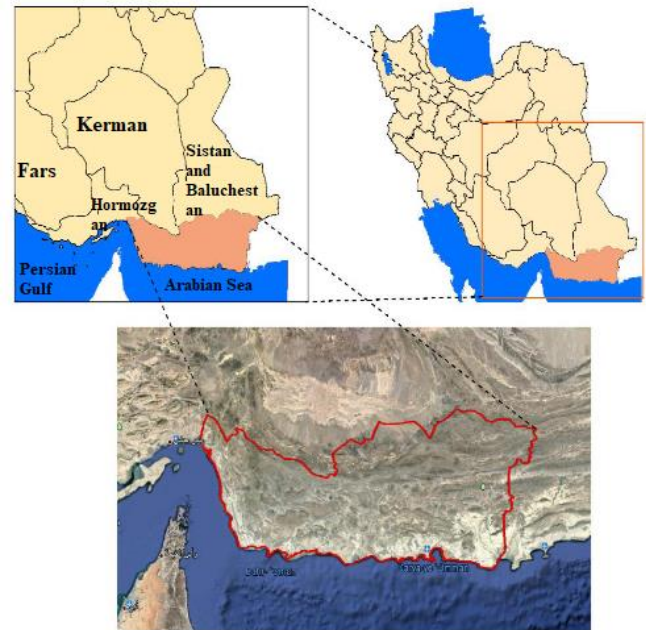 Kerman
Sistan
and
Baluchest
an
Fars
Hormozg
an
Persian
Gulf
Arabian Sea